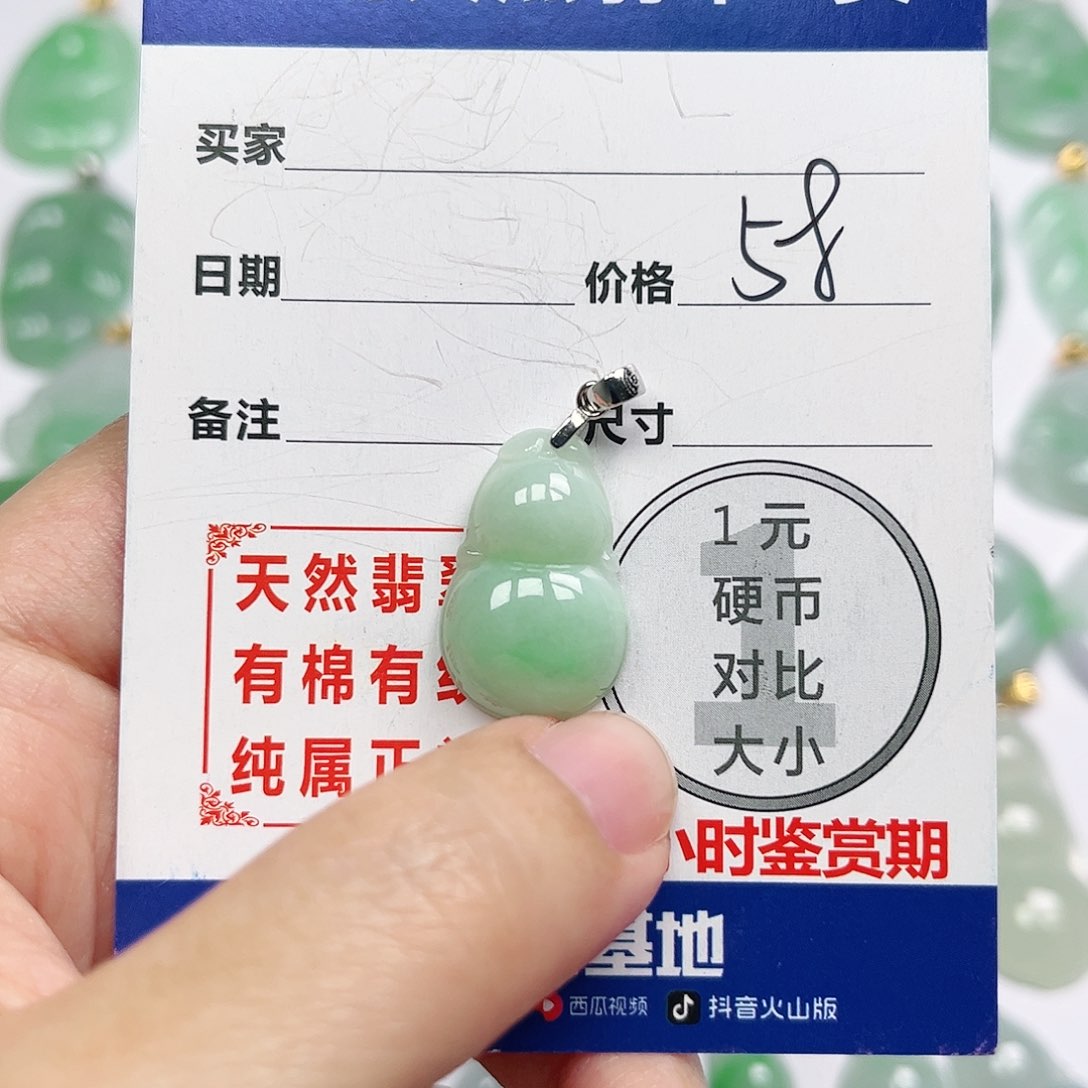 买家
日期 价格 58
备注 尺寸
1元
硬币
对比
大小
天然翡
有棉有
纯属正
小时鉴赏期
基地
西瓜视频 抖音火山版